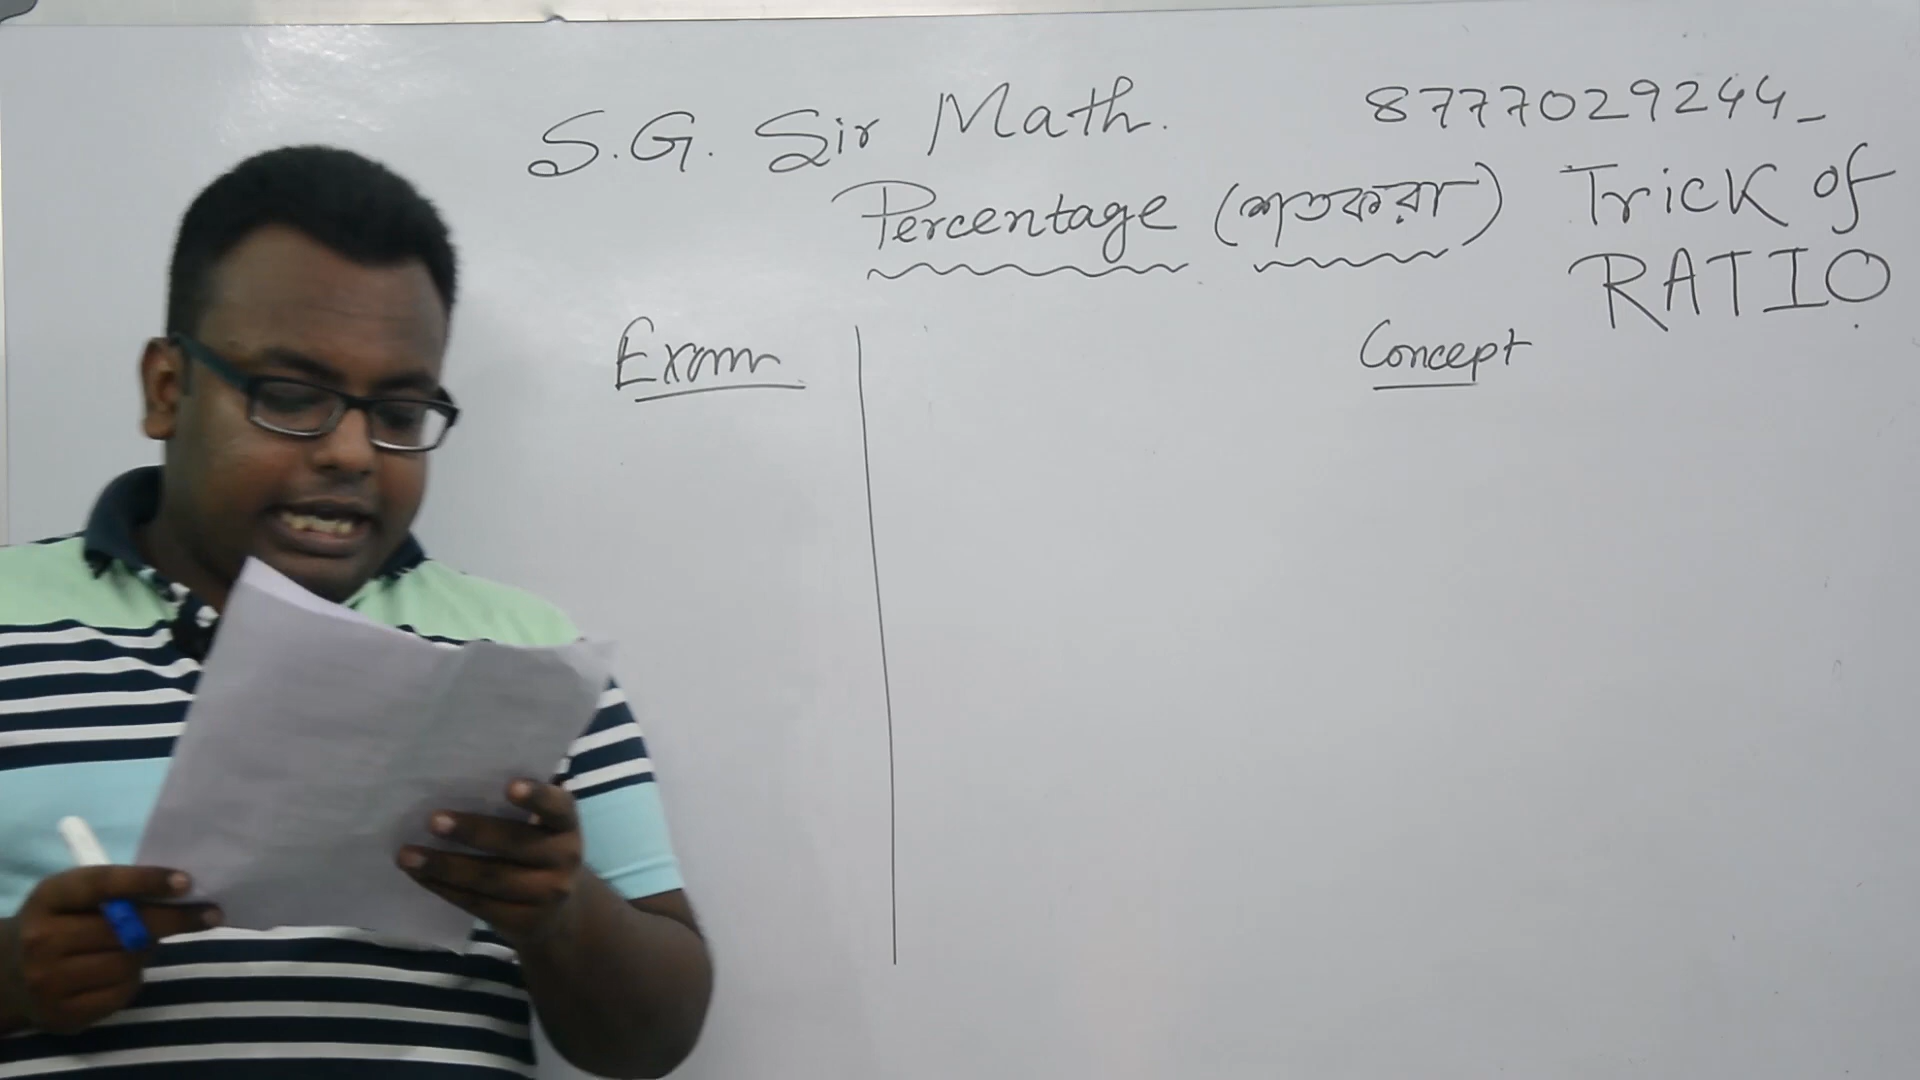 S.G. Sir Math. 8777029244
Percentage (শতকরা) Trick of
RATIO
Exam Concept